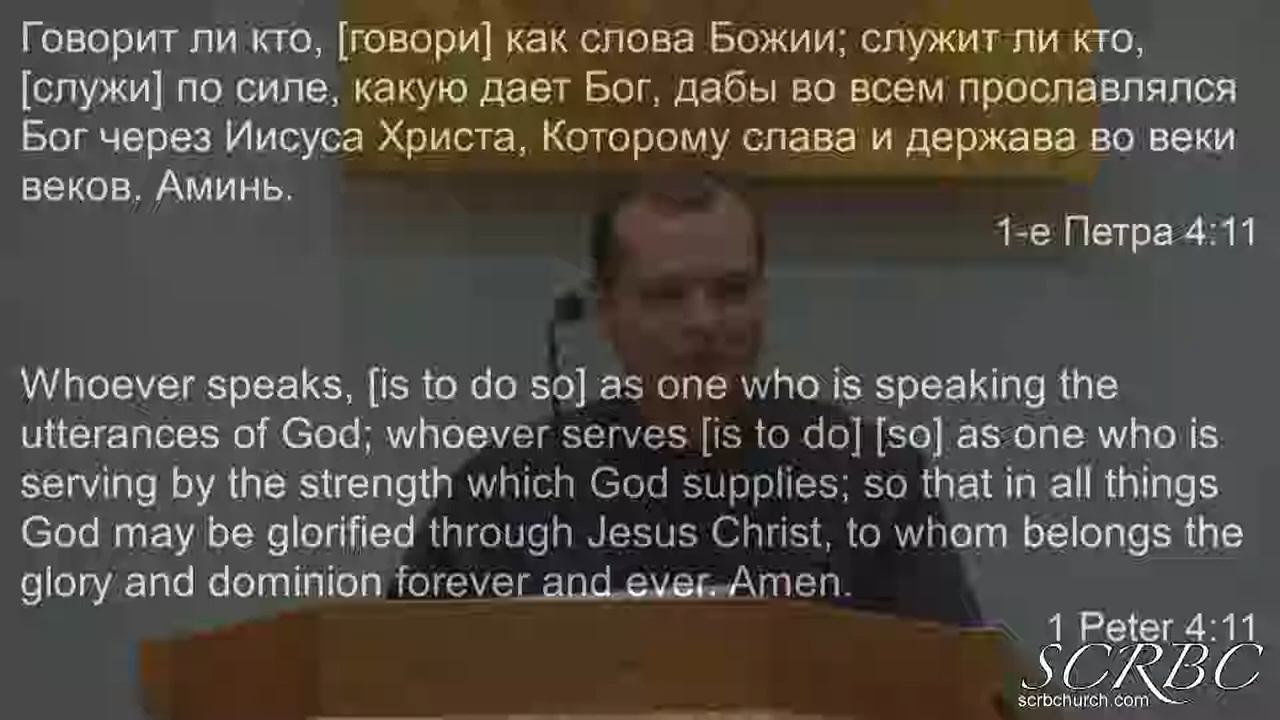 Говорит ли кто, [говори] как слова Божии; служит ли кто,
[служи] по силе, какую дает Бог, дабы во всем прославлялся
Бог через Иисуса Христа, Которому слава и держава во веки
веков. Аминь.
1-е Петра 4:11
Whoever speaks, [is to do so] as one who is speaking the
utterances of God; whoever serves [is to do] [so] as one who is
serving by the strength which God supplies; so that in all things
God may be glorified through Jesus Christ, to whom belongs the
glory and dominion forever and ever. Amen.
1 Peter 4:11
SCRBC
scrbchurch.com